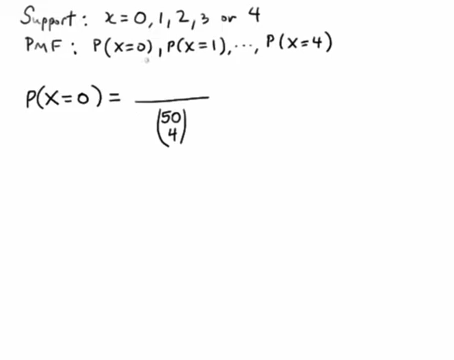 Support: x = 0, 1, 2, 3 or 4
PMF: P(X=0), P(X=1), ..., P(X=4)
P(X=0) = ―――
(50
4)